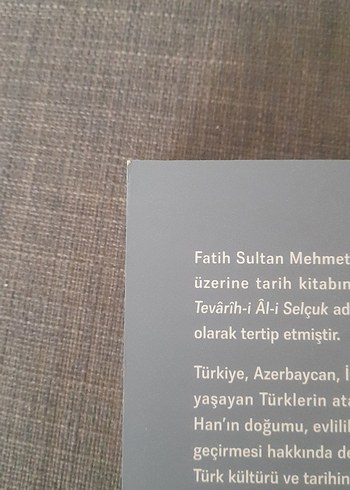 Fatih Sultan Mehmet
üzerine tarih kitabın
Tevârîh-i Âl-i Selçuk ad
olarak tertip etmiştir.
Türkiye, Azerbaycan, İ
yaşayan Türklerin ata
Han'ın doğumu, evlilik
geçirmesi hakkında de
Türk kültürü ve tarihin